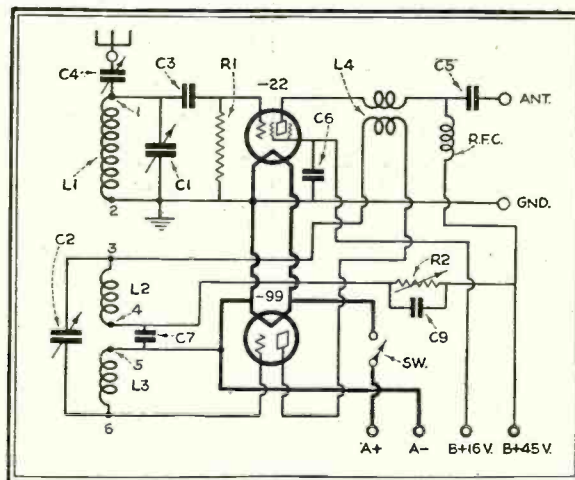 C4
C3
R1
-22
L4
C5
ANT.
1
C6
R.F.C.
L1
C1
2
GND.
C2
3
R2
-99
L2
4
C7
C9
5
SW.
L3
6
A+
A-
B+16 V.
B+45 V.